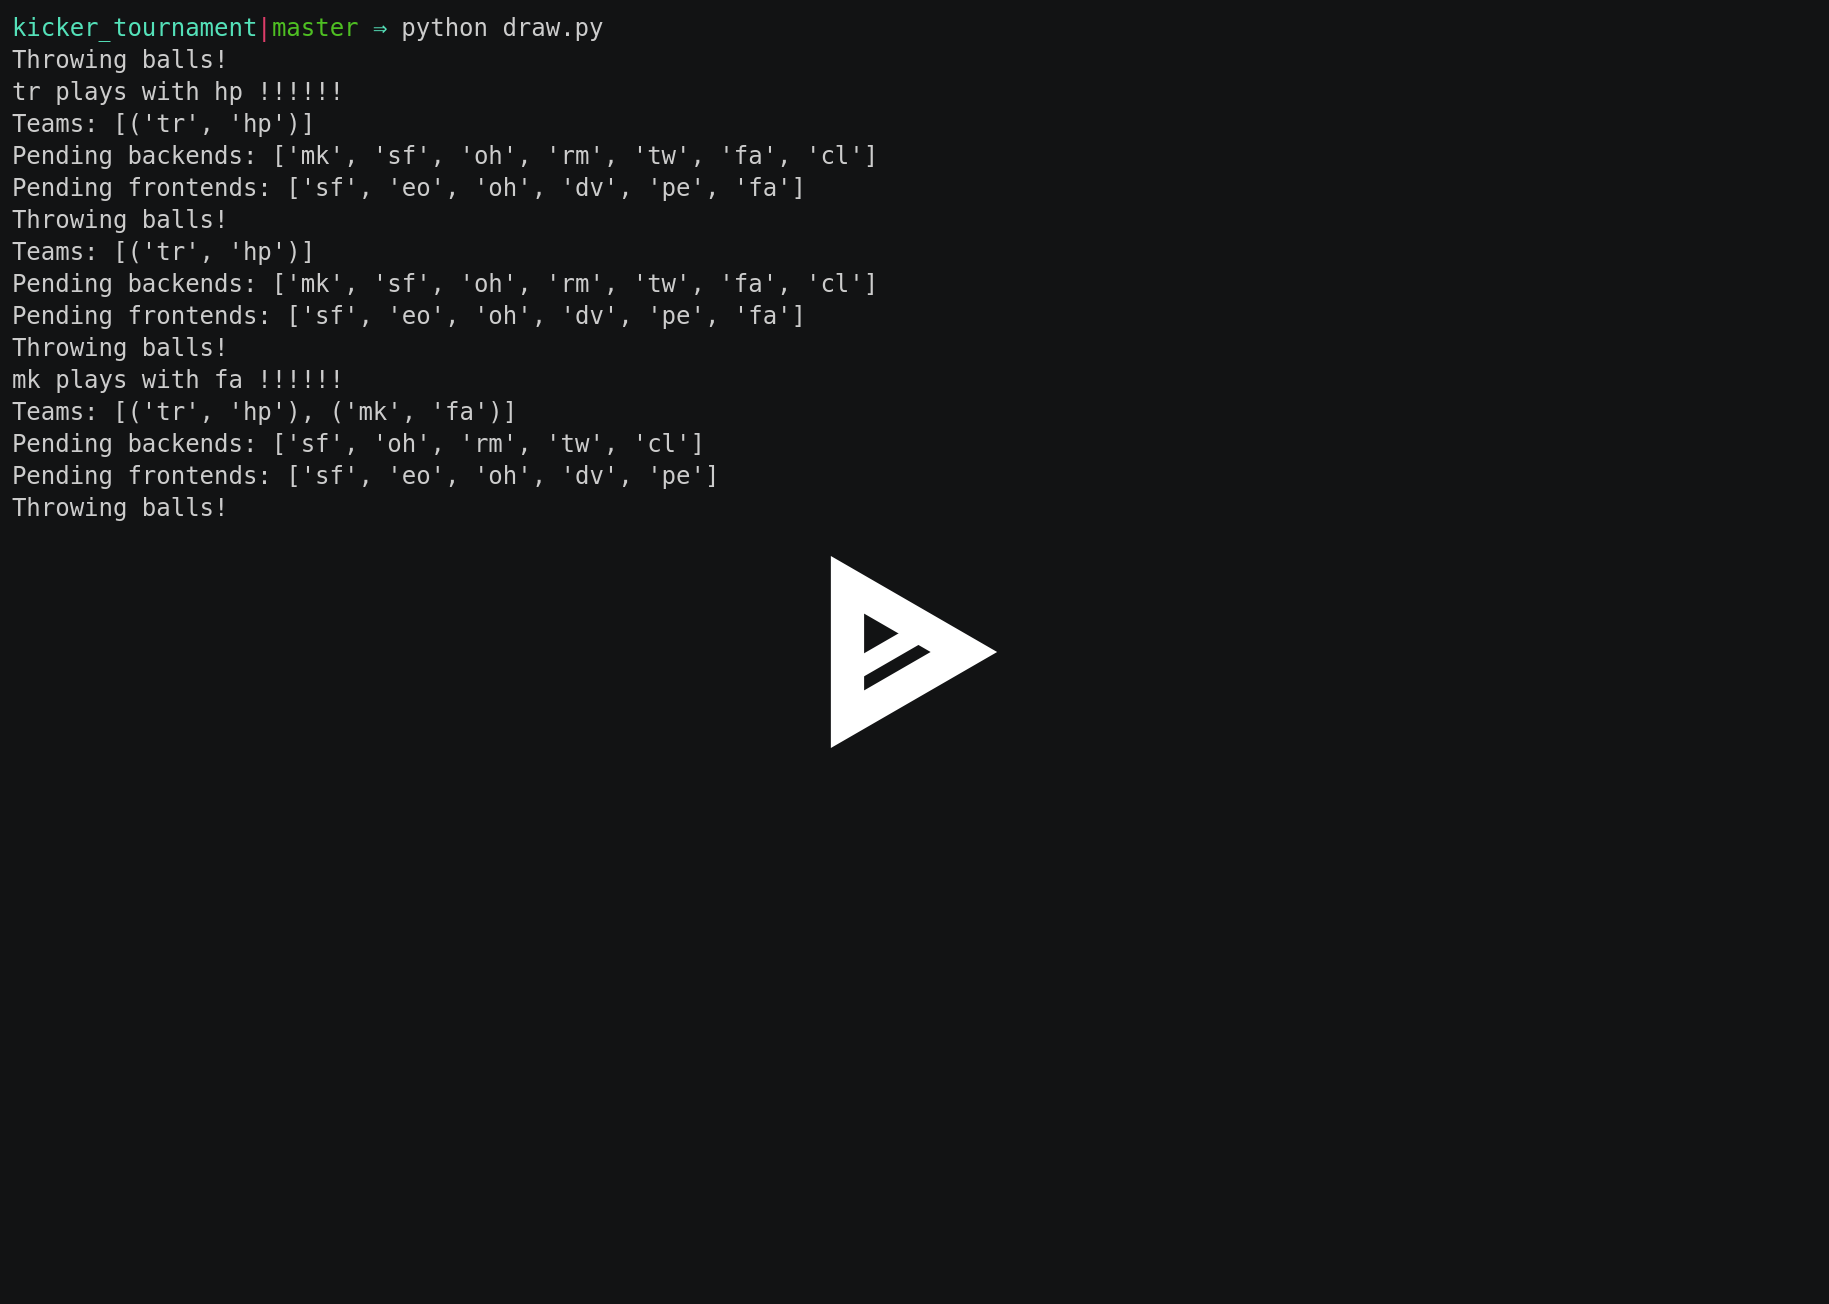 kicker_tournament|master ⇒ python draw.py
Throwing balls!
tr plays with hp !!!!!!
Teams: [('tr', 'hp')]
Pending backends: ['mk', 'sf', 'oh', 'rm', 'tw', 'fa', 'cl']
Pending frontends: ['sf', 'eo', 'oh', 'dv', 'pe', 'fa']
Throwing balls!
Teams: [('tr', 'hp')]
Pending backends: ['mk', 'sf', 'oh', 'rm', 'tw', 'fa', 'cl']
Pending frontends: ['sf', 'eo', 'oh', 'dv', 'pe', 'fa']
Throwing balls!
mk plays with fa !!!!!!
Teams: [('tr', 'hp'), ('mk', 'fa')]
Pending backends: ['sf', 'oh', 'rm', 'tw', 'cl']
Pending frontends: ['sf', 'eo', 'oh', 'dv', 'pe']
Throwing balls!